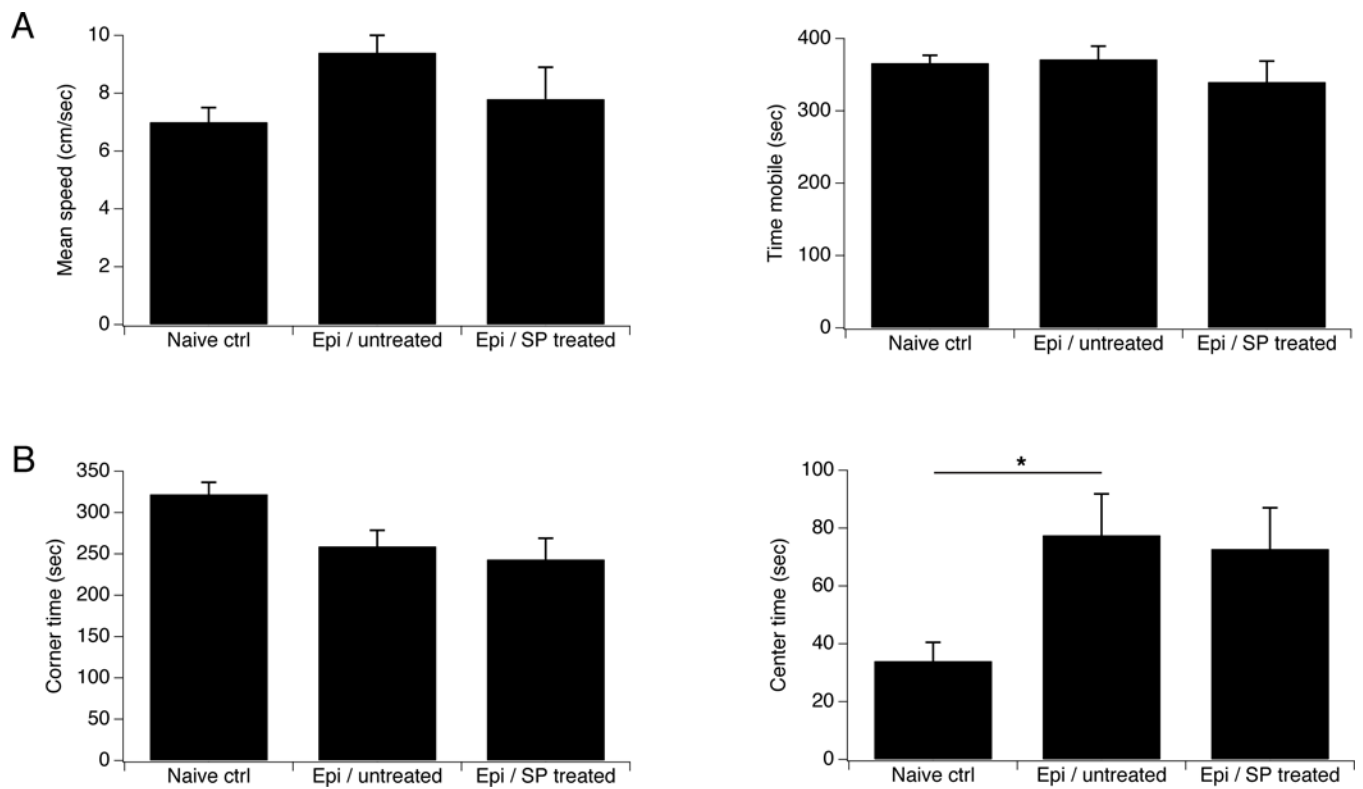 A
Mean speed (cm/sec)
10
8
6
4
2
0
Naive ctrl Epi / untreated Epi / SP treated
Time mobile (sec)
400
300
200
100
0
Naive ctrl Epi / untreated Epi / SP treated
B
Corner time (sec)
350
300
250
200
150
100
50
0
Naive ctrl Epi / untreated Epi / SP treated
Center time (sec)
100
80
60
40
20
0
*
Naive ctrl Epi / untreated Epi / SP treated